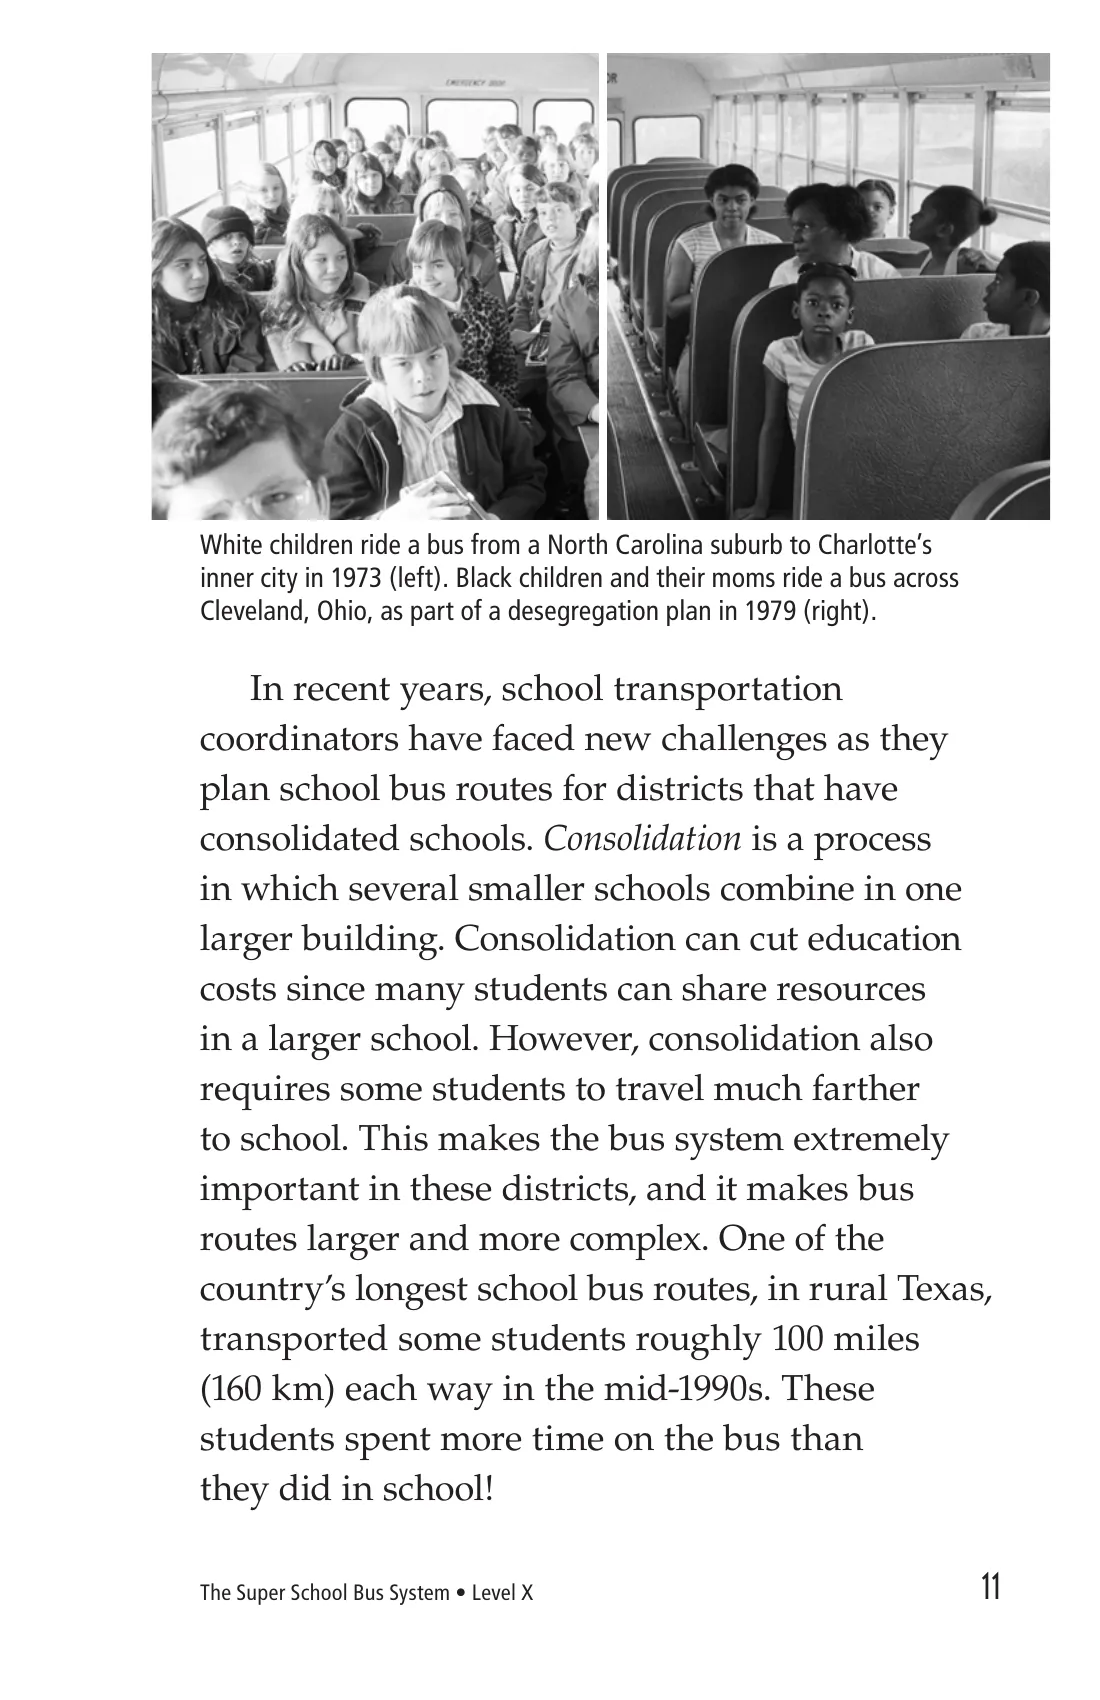 EMERGENCY DOOR
OR
White children ride a bus from a North Carolina suburb to Charlotte’s
inner city in 1973 (left). Black children and their moms ride a bus across
Cleveland, Ohio, as part of a desegregation plan in 1979 (right).
In recent years, school transportation
coordinators have faced new challenges as they
plan school bus routes for districts that have
consolidated schools. Consolidation is a process
in which several smaller schools combine in one
larger building. Consolidation can cut education
costs since many students can share resources
in a larger school. However, consolidation also
requires some students to travel much farther
to school. This makes the bus system extremely
important in these districts, and it makes bus
routes larger and more complex. One of the
country’s longest school bus routes, in rural Texas,
transported some students roughly 100 miles
(160 km) each way in the mid-1990s. These
students spent more time on the bus than
they did in school!
The Super School Bus System • Level X
11